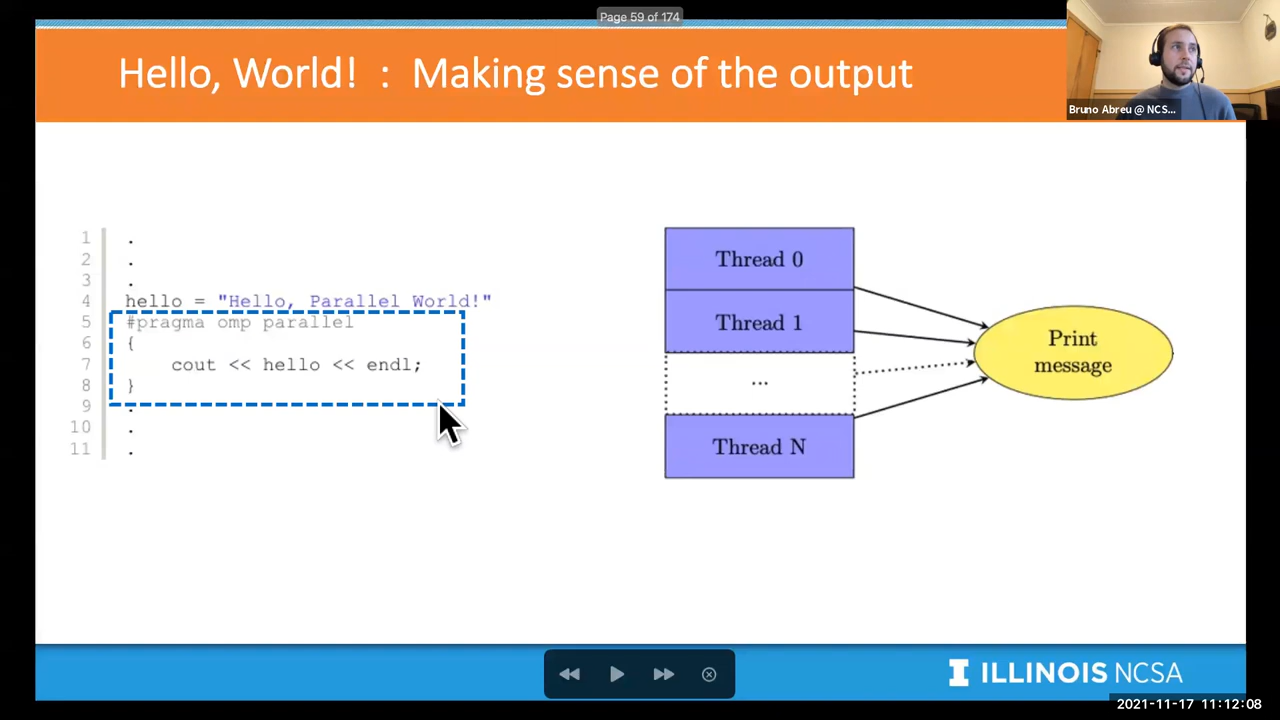 Page 59 of 174
Hello, World! : Making sense of the output
Bruno Abreu @ NCS...
1 .
2 .
3 .
4 hello = "Hello, Parallel World!"
5 #pragma omp parallel
6 {
7 cout << hello << endl;
8 }
9 .
10 .
11 .
Thread 0
Thread 1
...
Thread N
Print
message
I ILLINOIS NCSA
2021-11-17 11:12:08